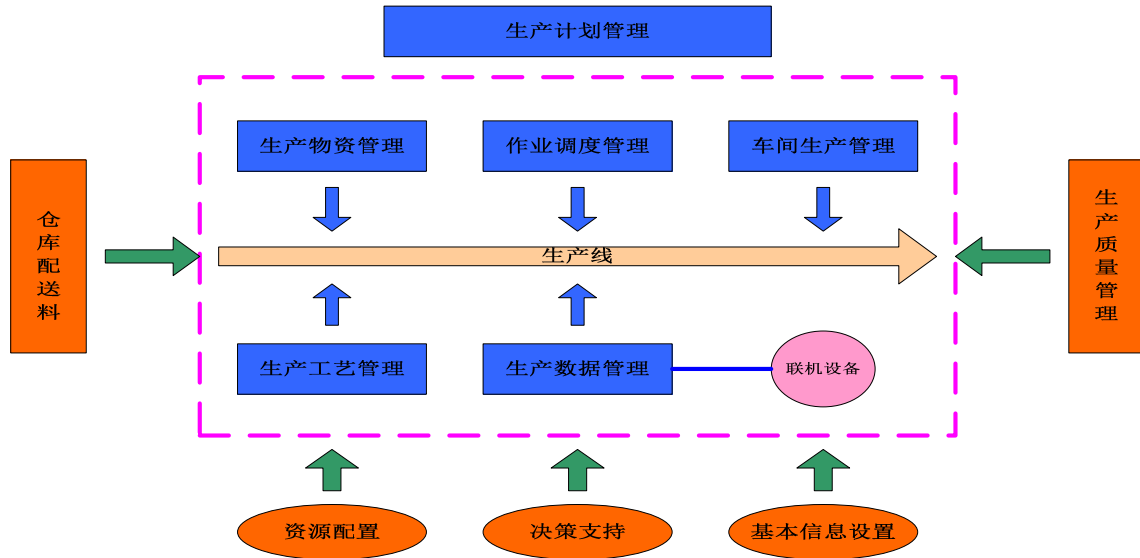 生产计划管理
生产物资管理
作业调度管理
车间生产管理
仓库配送料
生产线
生产质量管理
生产工艺管理
生产数据管理
联机设备
资源配置
决策支持
基本信息设置